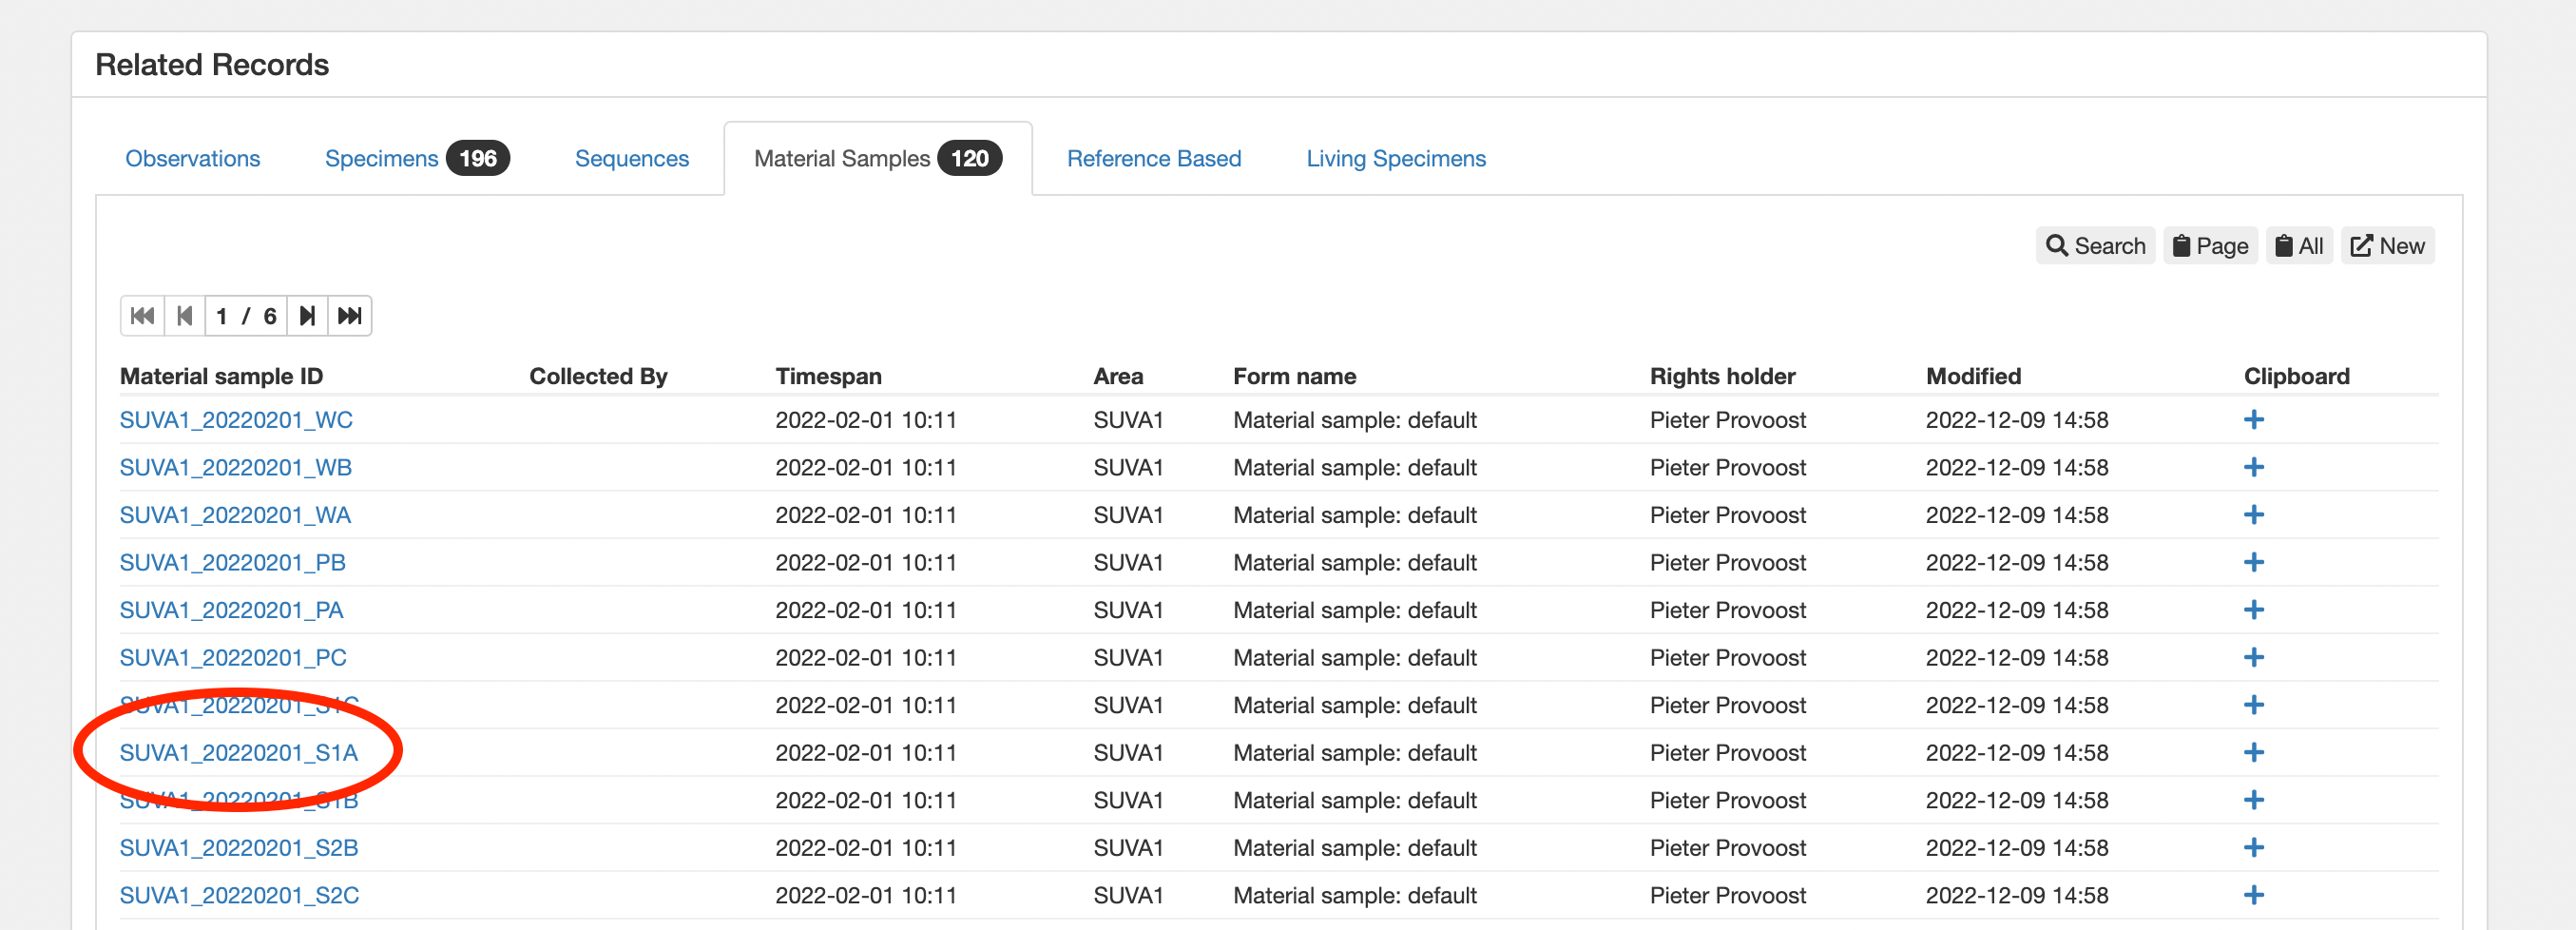 Related Records
Observations Specimens 196 Sequences Material Samples 120 Reference Based Living Specimens
Search Page All New
1 / 6
Material sample ID Collected By Timespan Area Form name Rights holder Modified Clipboard
SUVA1_20220201_WC 2022-02-01 10:11 SUVA1 Material sample: default Pieter Provoost 2022-12-09 14:58
SUVA1_20220201_WB 2022-02-01 10:11 SUVA1 Material sample: default Pieter Provoost 2022-12-09 14:58
SUVA1_20220201_WA 2022-02-01 10:11 SUVA1 Material sample: default Pieter Provoost 2022-12-09 14:58
SUVA1_20220201_PB 2022-02-01 10:11 SUVA1 Material sample: default Pieter Provoost 2022-12-09 14:58
SUVA1_20220201_PA 2022-02-01 10:11 SUVA1 Material sample: default Pieter Provoost 2022-12-09 14:58
SUVA1_20220201_PC 2022-02-01 10:11 SUVA1 Material sample: default Pieter Provoost 2022-12-09 14:58
SUVA1_20220201_S1C 2022-02-01 10:11 SUVA1 Material sample: default Pieter Provoost 2022-12-09 14:58
SUVA1_20220201_S1A 2022-02-01 10:11 SUVA1 Material sample: default Pieter Provoost 2022-12-09 14:58
SUVA1_20220201_S1B 2022-02-01 10:11 SUVA1 Material sample: default Pieter Provoost 2022-12-09 14:58
SUVA1_20220201_S2B 2022-02-01 10:11 SUVA1 Material sample: default Pieter Provoost 2022-12-09 14:58
SUVA1_20220201_S2C 2022-02-01 10:11 SUVA1 Material sample: default Pieter Provoost 2022-12-09 14:58